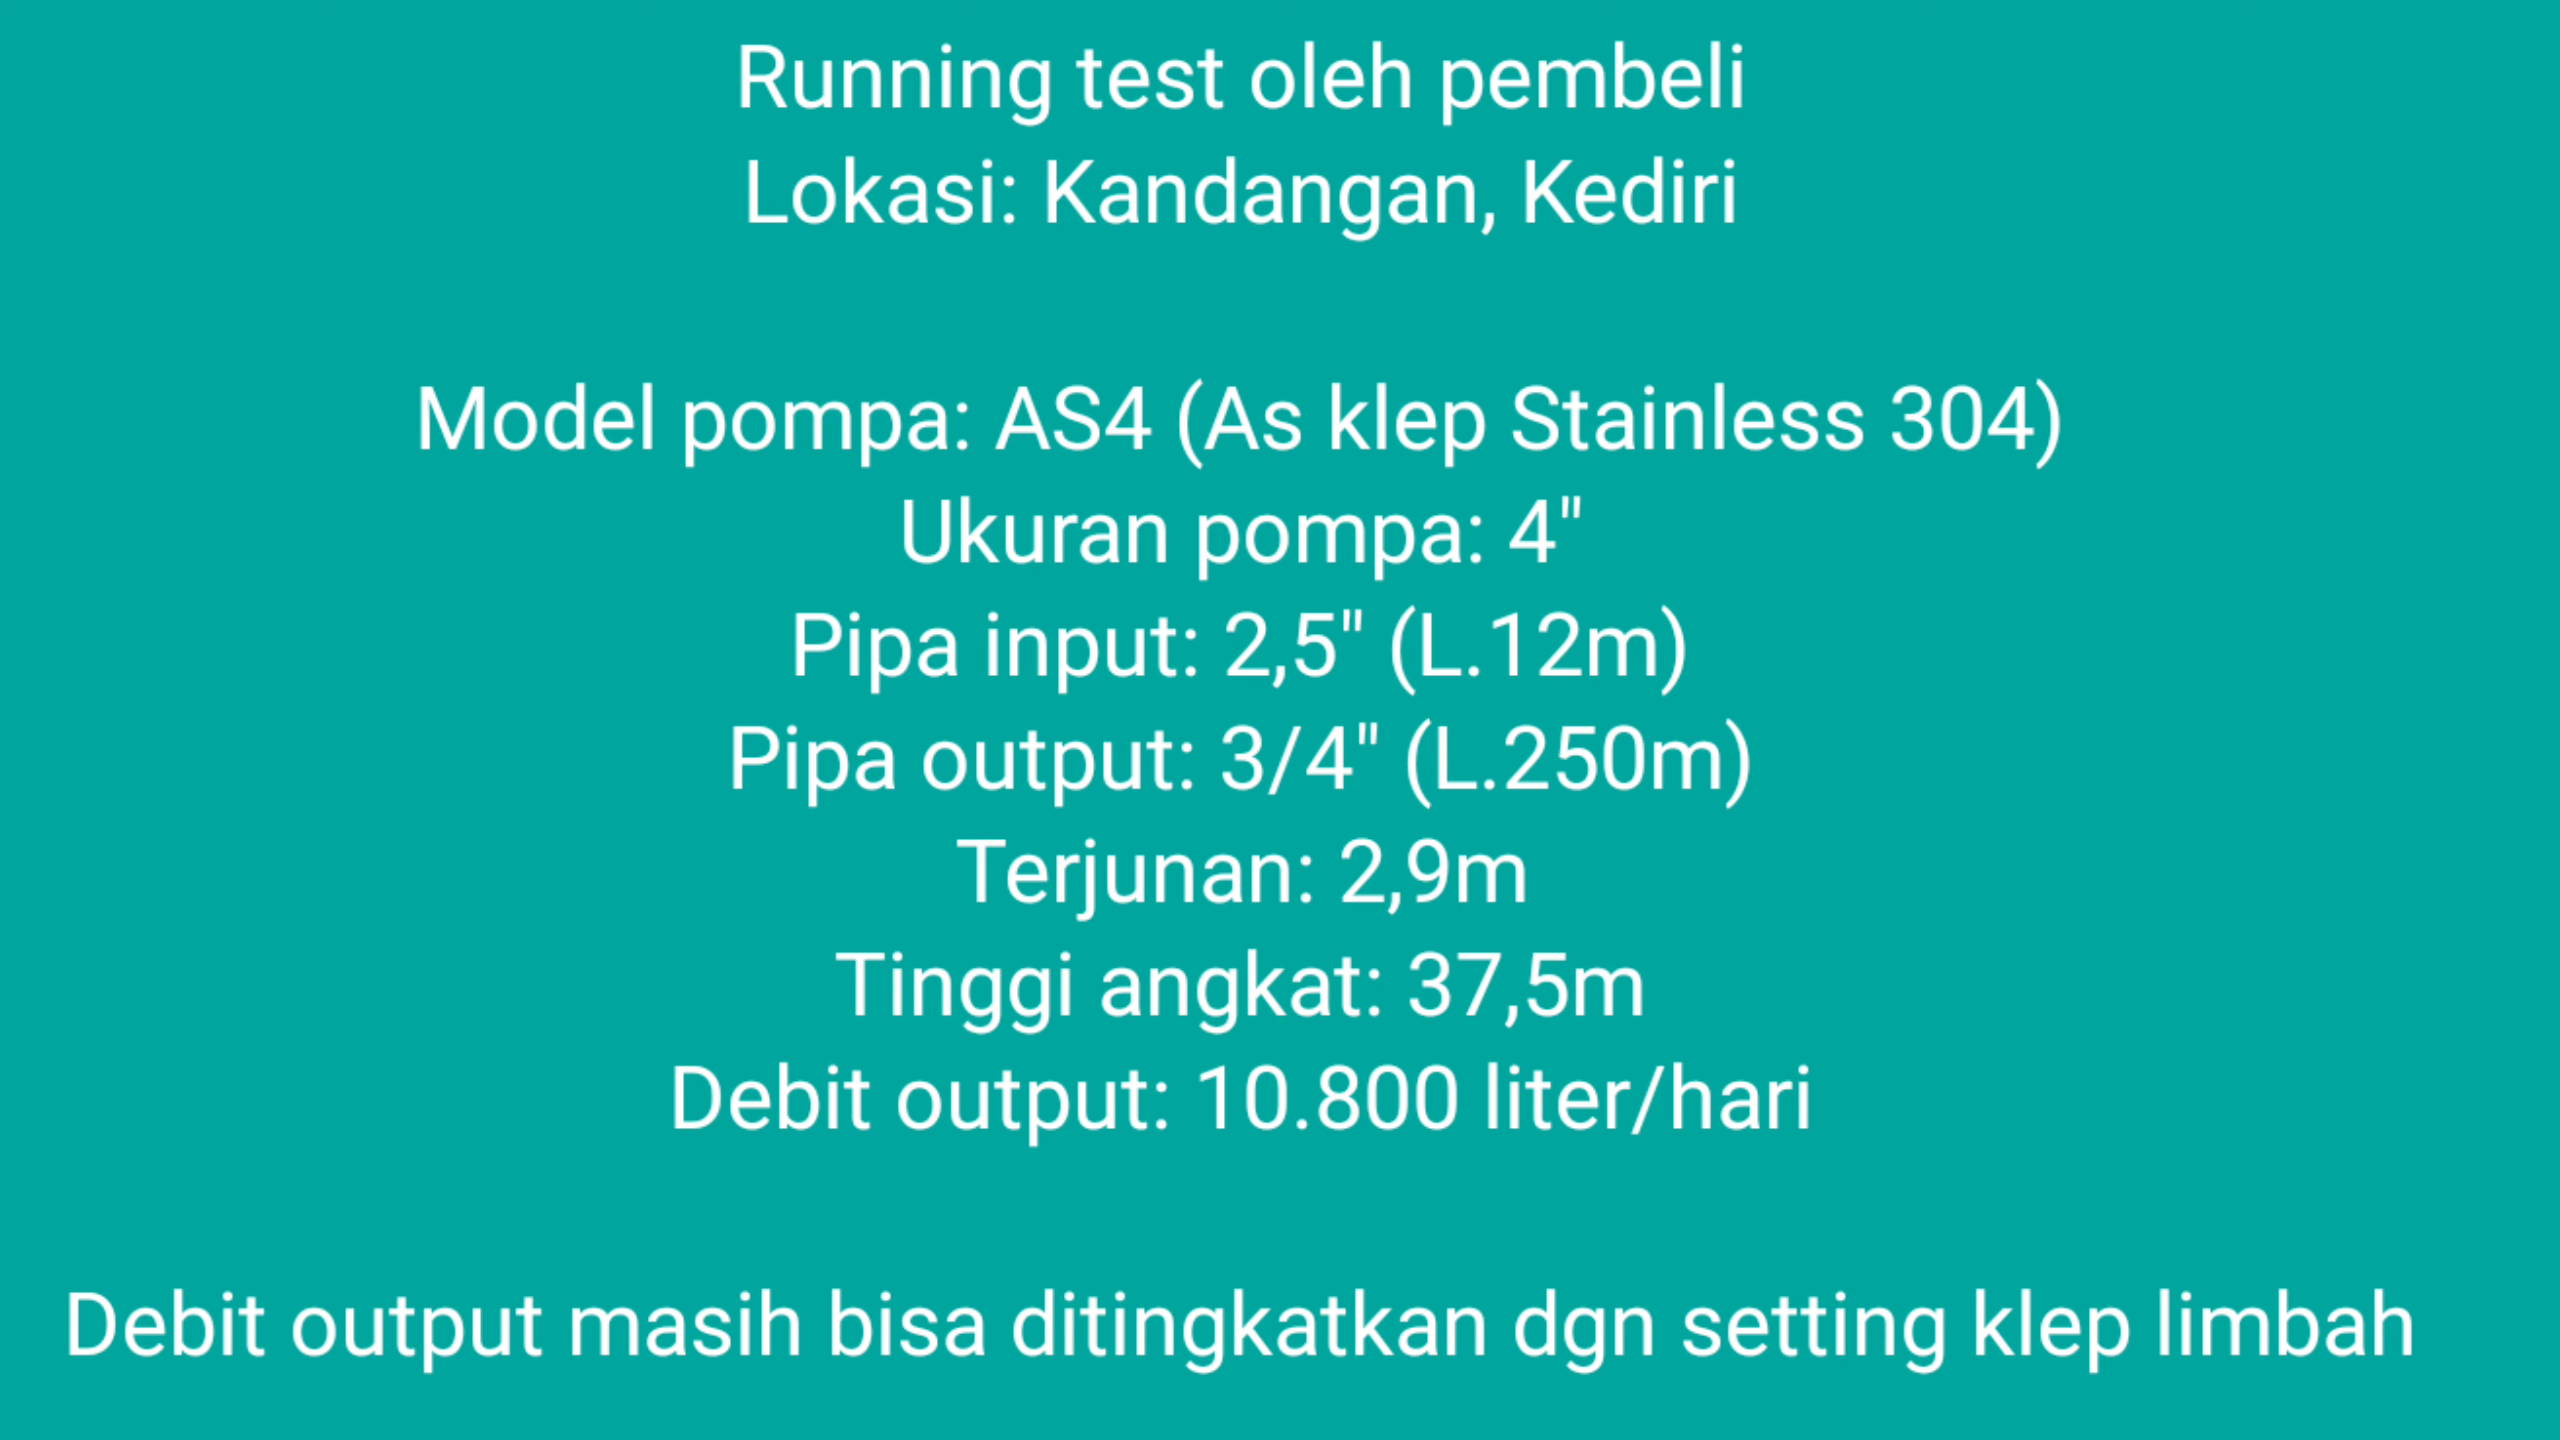 Running test oleh pembeli
Lokasi: Kandangan, Kediri
Model pompa: AS4 (As klep Stainless 304)
Ukuran pompa: 4"
Pipa input: 2,5" (L.12m)
Pipa output: 3/4" (L.250m)
Terjunan: 2,9m
Tinggi angkat: 37,5m
Debit output: 10.800 liter/hari
Debit output masih bisa ditingkatkan dgn setting klep limbah